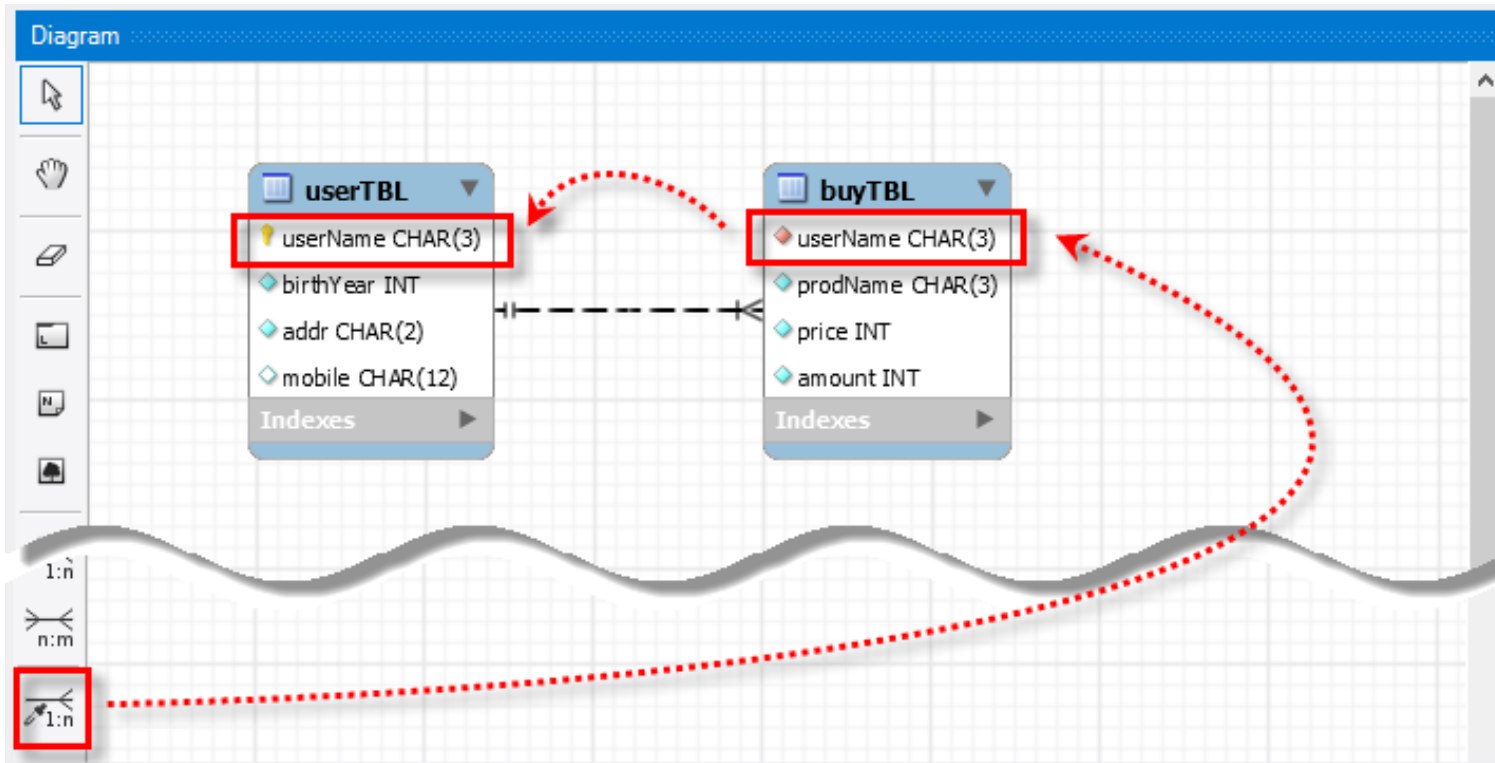 Diagram
userTBL
userName CHAR(3)
birthYear INT
addr CHAR(2)
mobile CHAR(12)
Indexes
buyTBL
userName CHAR(3)
prodName CHAR(3)
price INT
amount INT
Indexes
L
N
1:n
n:m
1:n